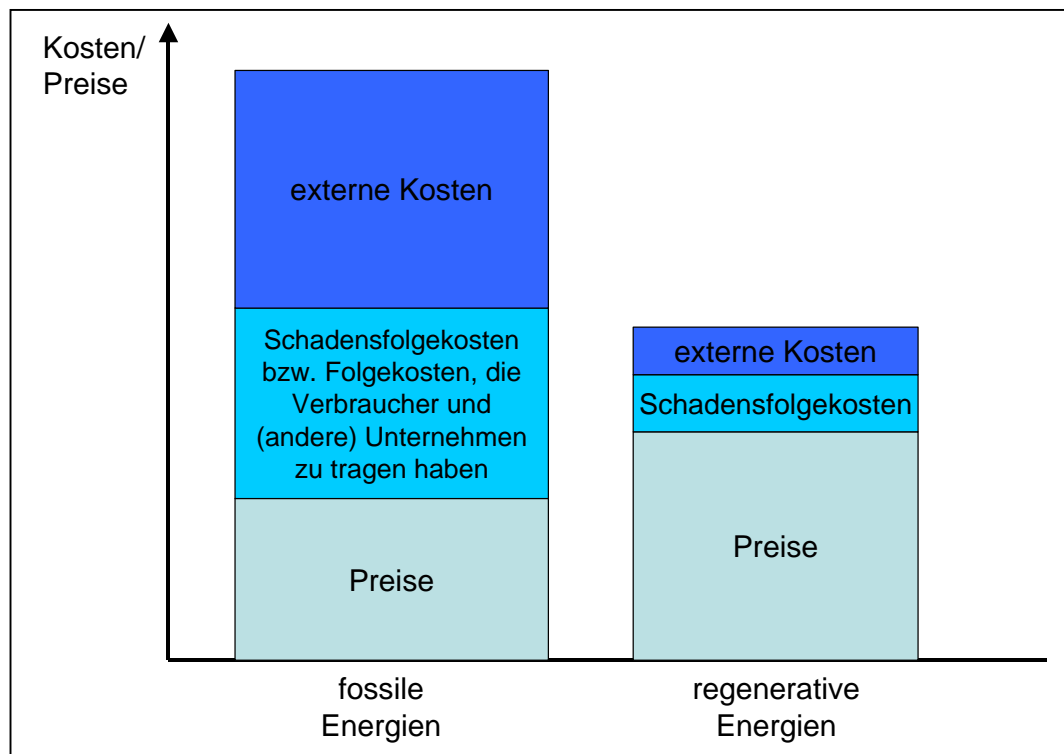 Kosten/
Preise
externe Kosten
Schadensfolgekosten
bzw. Folgekosten, die
Verbraucher und
(andere) Unternehmen
zu tragen haben
Preise
externe Kosten
Schadensfolgekosten
Preise
fossile
Energien
regenerative
Energien